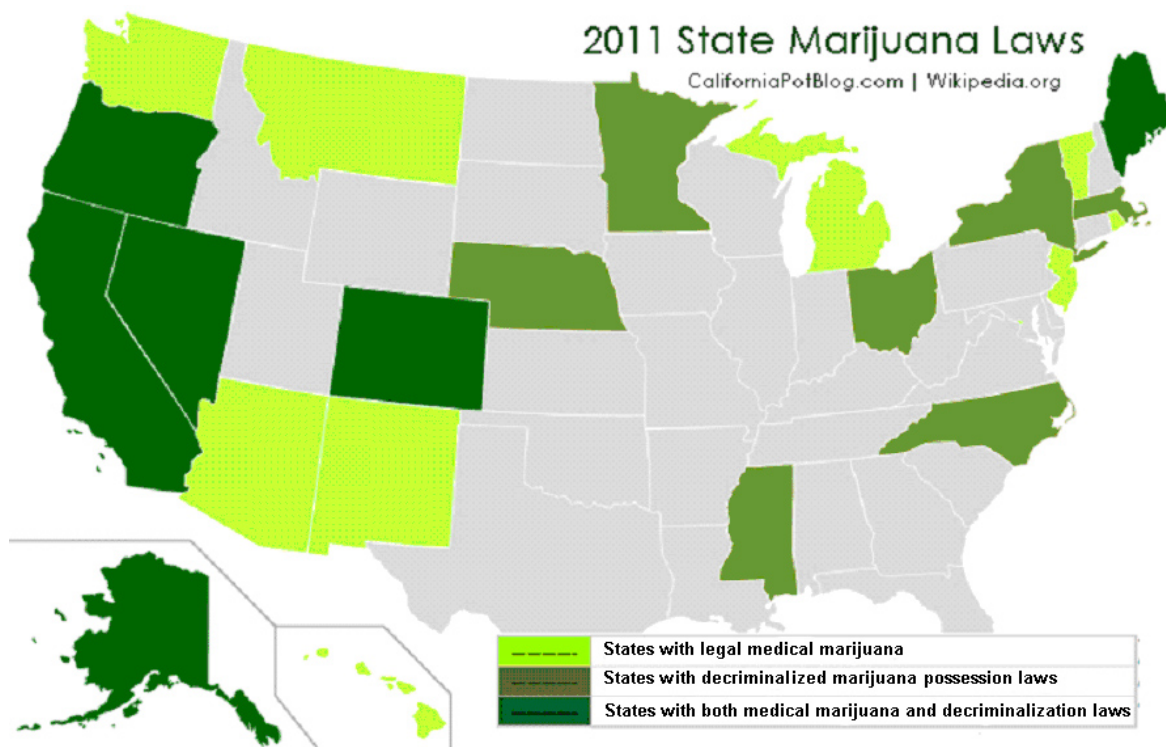 2011 State Marijuana Laws
CaliforniaPotBlog.com | Wikipedia.org
States with legal medical marijuana
States with decriminalized marijuana possession laws
States with both medical marijuana and decriminalization laws